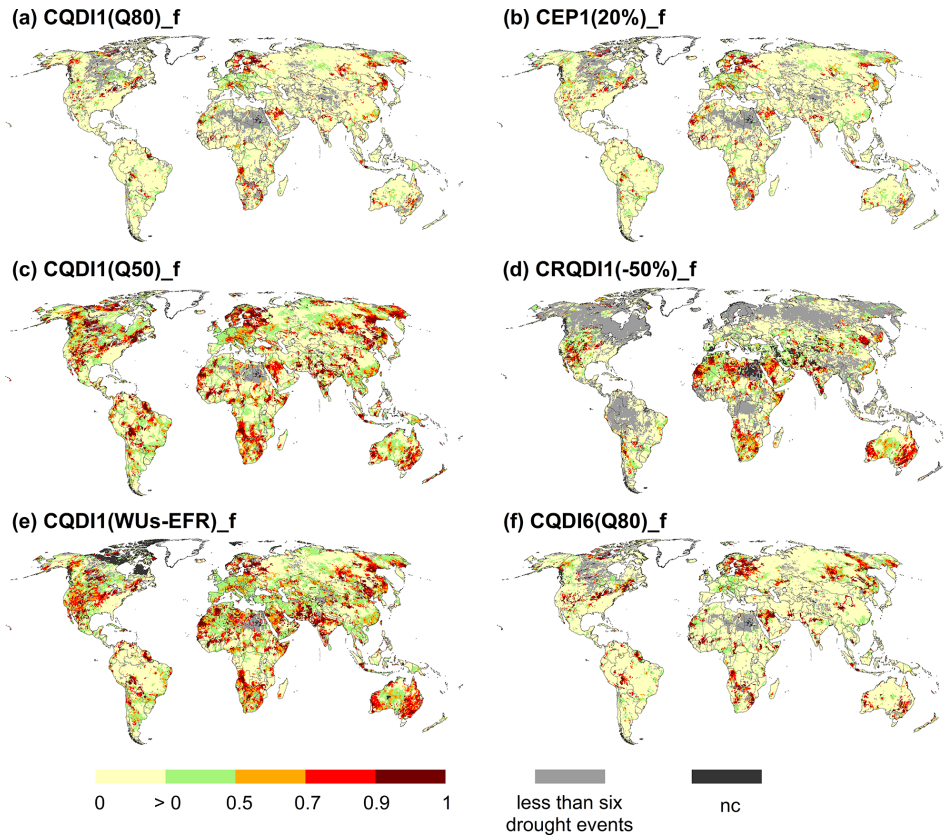 (a) CQDI1(Q80)_f
(b) CEP1(20%)_f
(c) CQDI1(Q50)_f
(d) CRQDI1(-50%)_f
(e) CQDI1(WUs-EFR)_f
(f) CQDI6(Q80)_f
0 > 0 0.5 0.7 0.9 1
less than six
drought events
nc